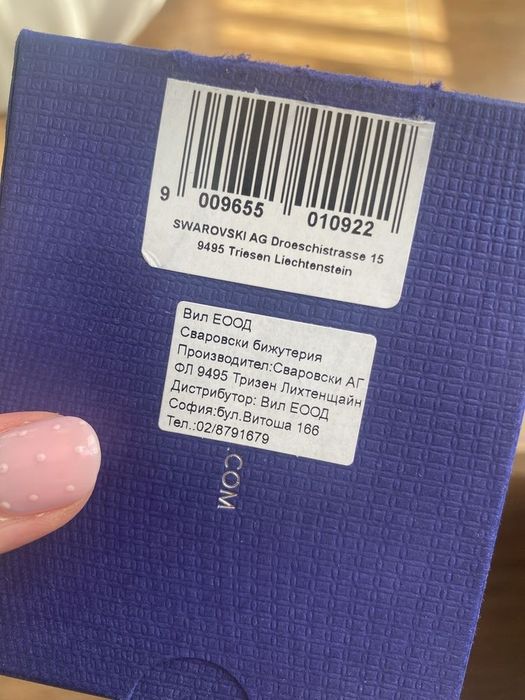 9 009655 010922
SWAROVSKI AG Droeschistrasse 15
9495 Triesen Liechtenstein
Вил ЕООД
Сваровски бижутерия
Производител:Сваровски АГ
ФЛ 9495 Тризен Лихтенщайн
Дистрибутор: Вил ЕООД
София:бул.Витоша 166
Тел.:02/8791679
.COM